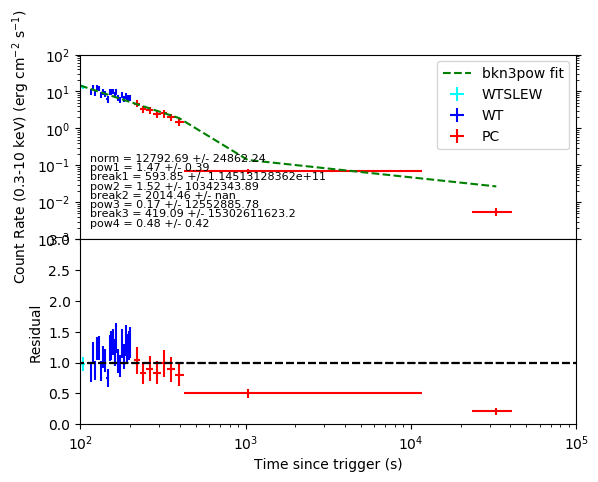 Count Rate (0.3-10 keV) (erg cm⁻² s⁻¹)
10²
10¹
10⁰
10⁻¹
10⁻²
10⁻³
bkn3pow fit
WTSLEW
WT
PC
norm = 12792.69 +/- 24862.24
pow1 = 1.47 +/- 0.39
break1 = 593.85 +/- 1.14513128362e+11
pow2 = 1.52 +/- 10342343.89
break2 = 2014.46 +/- nan
pow3 = 0.17 +/- 12552885.78
break3 = 419.09 +/- 15302611623.2
pow4 = 0.48 +/- 0.42
Residual
3.0
2.5
2.0
1.5
1.0
0.5
0.0
10² 10³ 10⁴ 10⁵
Time since trigger (s)